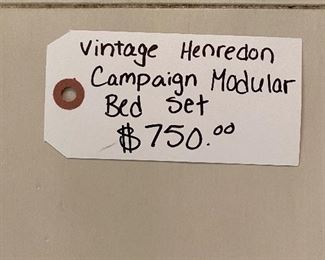 Vintage Henredon
Campaign Modular
Bed Set
$750.00